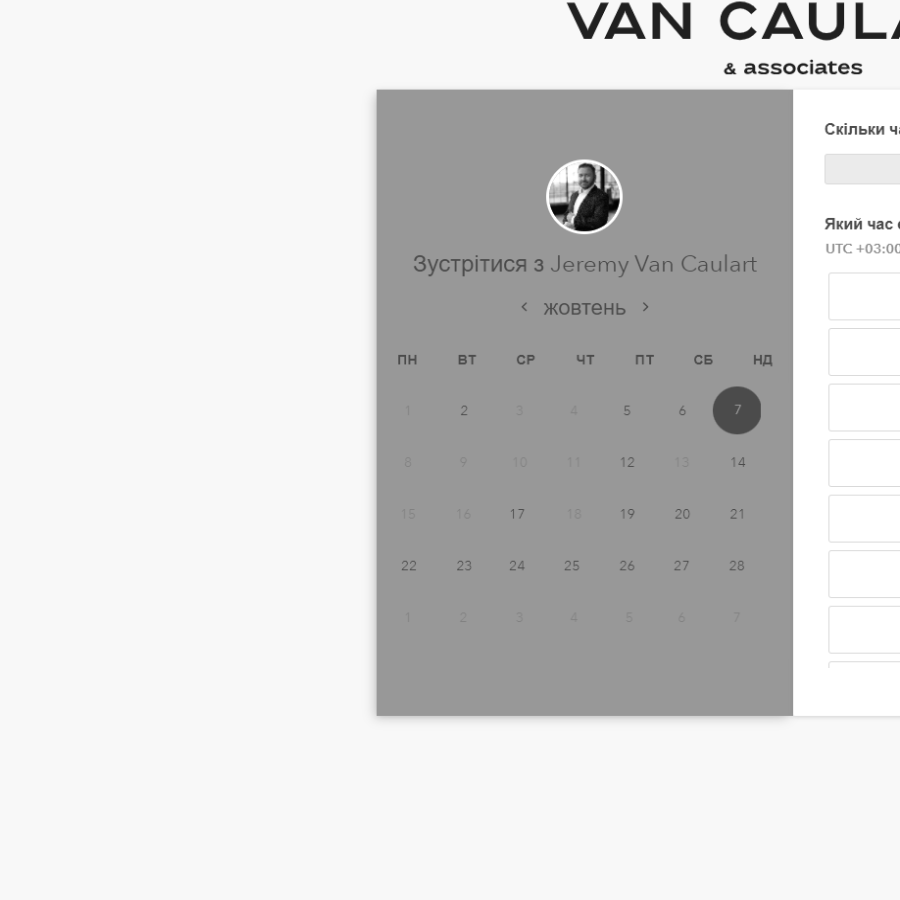 VAN CAUL
& associates
Скільки
Зустрітися з Jeremy Van Caulart
жовтень
ПН ВТ СР ЧТ ПТ СБ НД
1 2 3 4 5 6 7
8 9 10 11 12 13 14
15 16 17 18 19 20 21
22 23 24 25 26 27 28
1 2 3 4 5 6 7
Який час
UTC +03:00